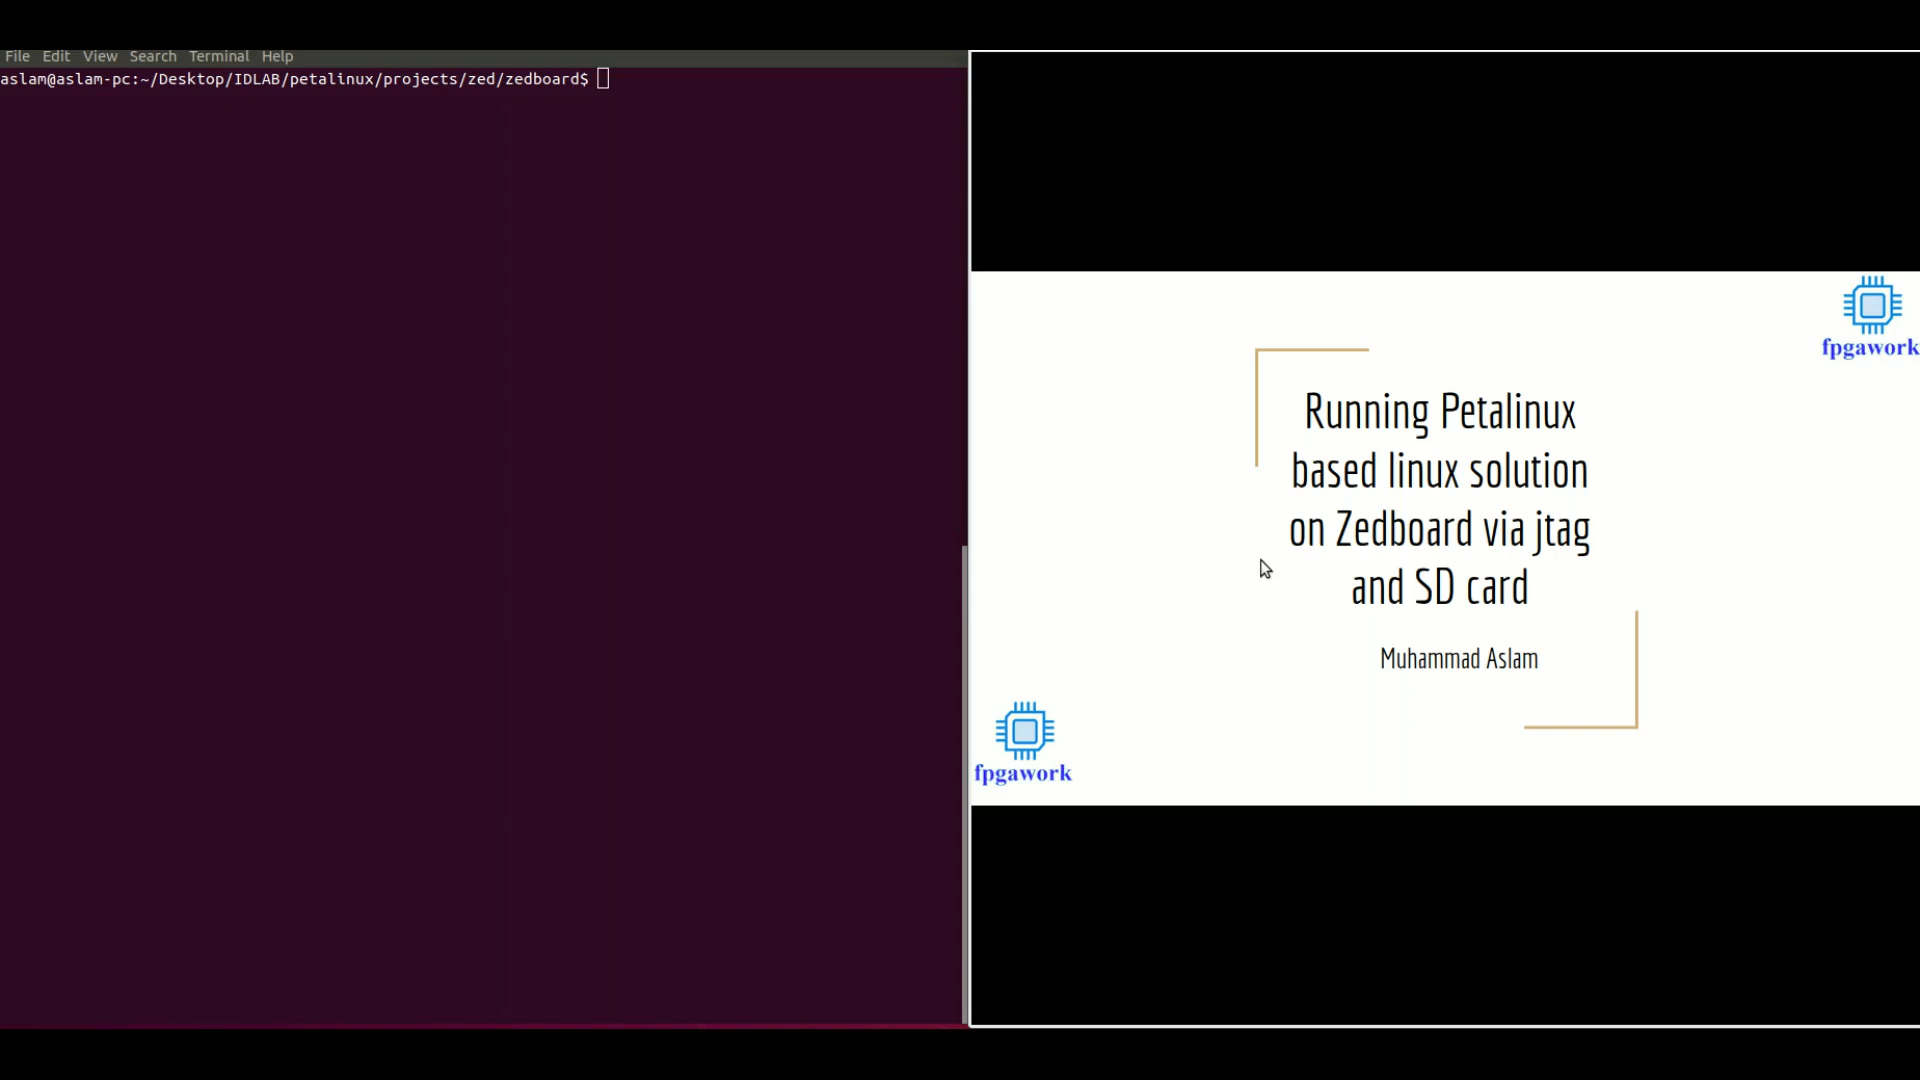 File Edit View Search Terminal Help
aslam@aslam-pc:~/Desktop/IDLAB/petalinux/projects/zed/zedboard$
fpgawork
Running Petalinux
based linux solution
on Zedboard via jtag
and SD card
Muhammad Aslam
fpgawork